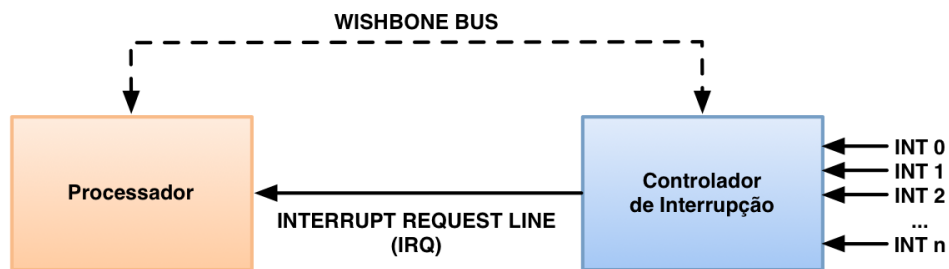 WISHBONE BUS
Processador
INTERRUPT REQUEST LINE
(IRQ)
Controlador
de Interrupção
INT 0
INT 1
INT 2
...
INT n